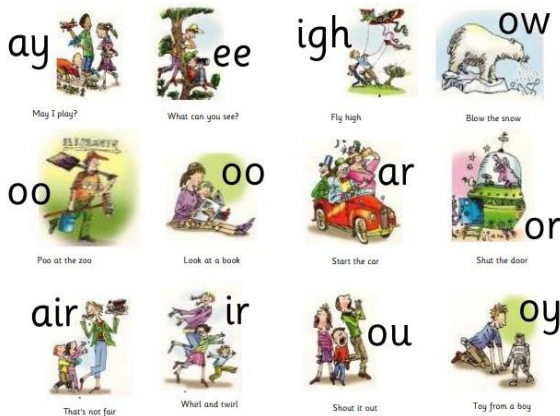 ay
ee
igh
ow
May I play?
What can you see?
Fly high
Blow the snow
oo
oo
ar
or
Poo at the zoo
Look at a book
Start the car
Shut the door
air
ir
ou
oy
That's not fair
Whirl and twirl
Shout it out
Toy from a boy